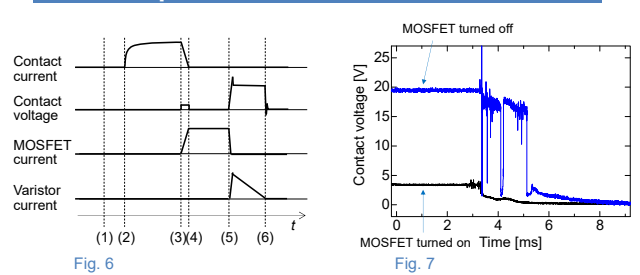 Contact
current
Contact
voltage
MOSFET
current
Varistor
current
t
(1) (2) (3)(4) (5) (6)
Fig. 6
MOSFET turned off
Contact voltage [V]
25
20
15
10
5
0
0 2 4 6 8
MOSFET turned on Time [ms]
Fig. 7